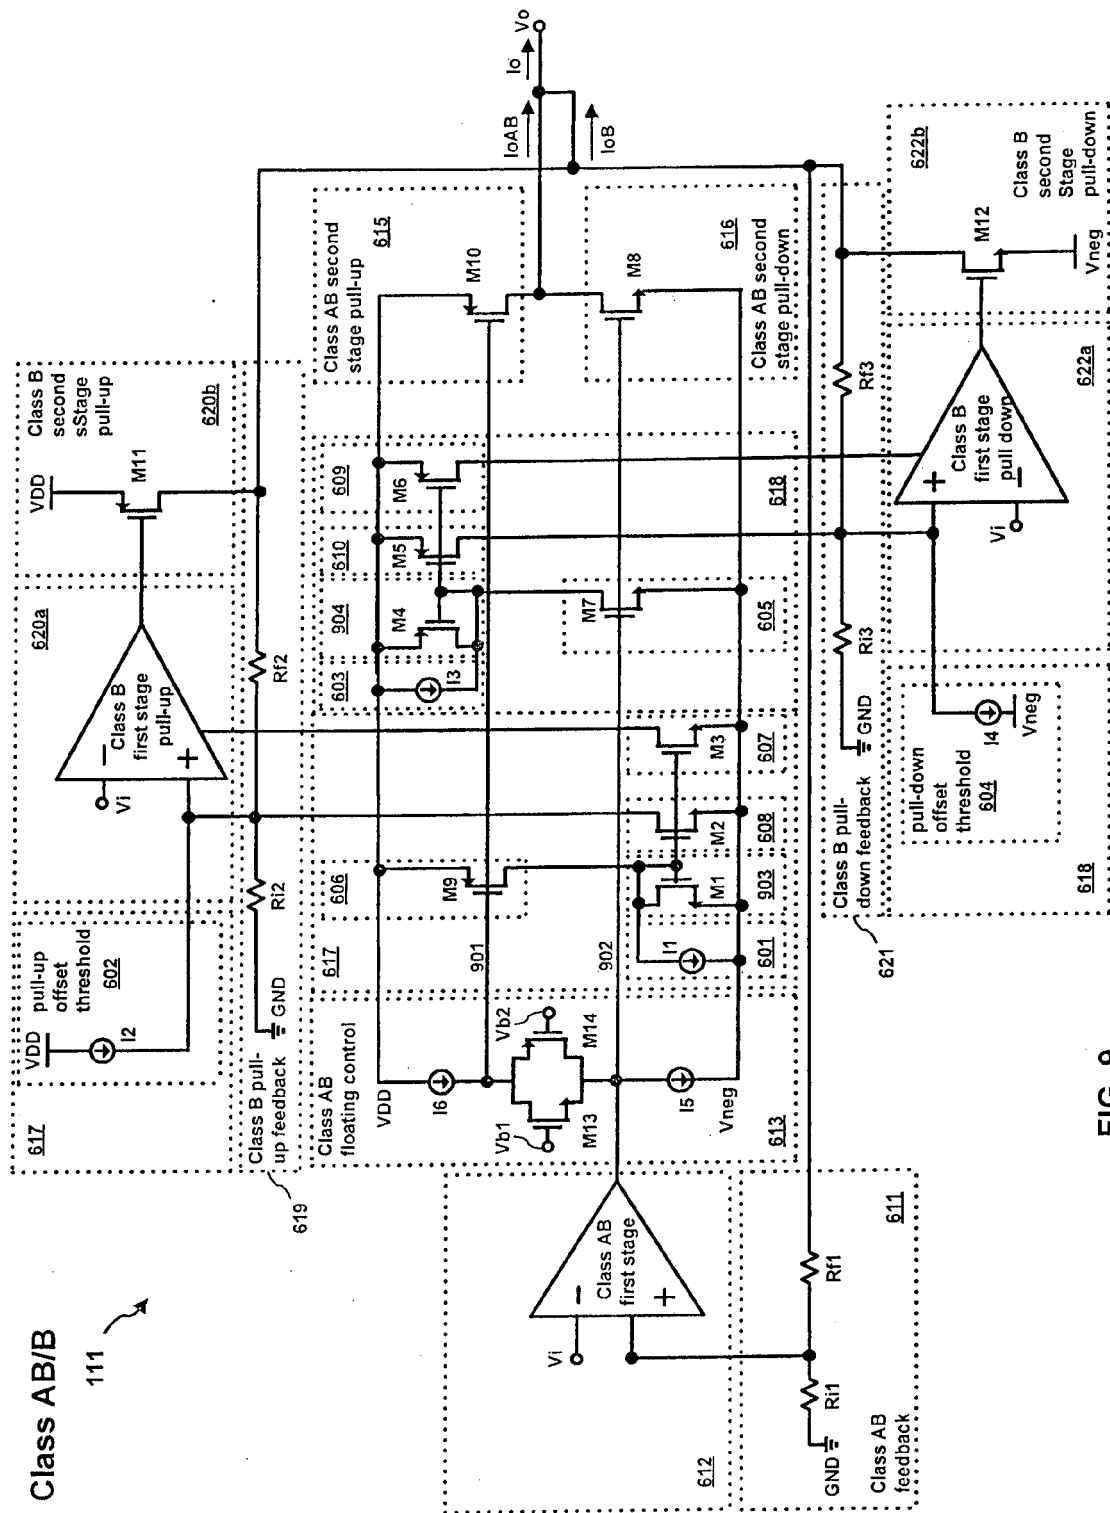 Class AB/B
111
617
VDD
pull-up
offset
threshold
602
I2
620a
Vi
Class B
first stage
pull-up
–
+
Class B
second
sStage
pull-up
620b
VDD
M11
Class B pull-
up feedback
619
GND
Ri2
Rf2
Class AB
floating control
VDD
I6
Vb1
Vb2
M13
M14
I5
Vneg
613
617
606
M9
901
902
I1
601
M1
903
M2
608
M3
607
603
I3
904
M4
610
M5
609
M6
M7
605
618
Class AB second
stage pull-up
615
M10
M8
616
Class AB second
stage pull-down
IoAB
IoB
Io
Vo
612
Vi
Class AB
first stage
–
+
GND
Ri1
Rf1
611
Class AB
feedback
Class B pull-
down feedback
621
GND
Ri3
Rf3
pull-down
offset
threshold
604
I4
Vneg
618
Vi
+
Class B
first stage
pull down
–
622a
622b
M12
Class B
second
Stage
pull-down
Vneg
FIG. 9